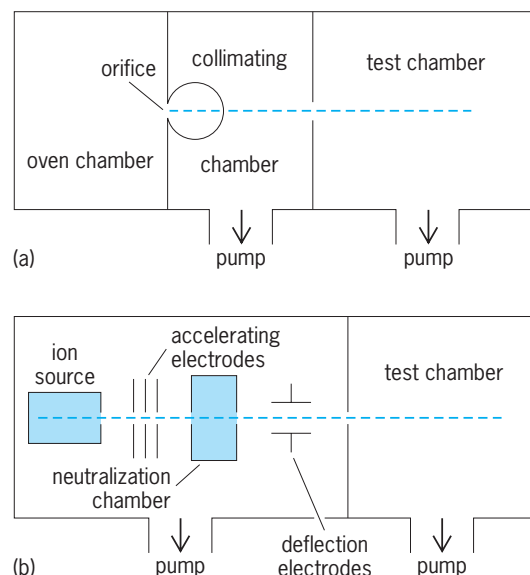 collimating
test chamber
orifice
oven chamber
chamber
pump
pump
(a)
accelerating
electrodes
ion
source
test chamber
neutralization
chamber
deflection
electrodes
pump
pump
(b)